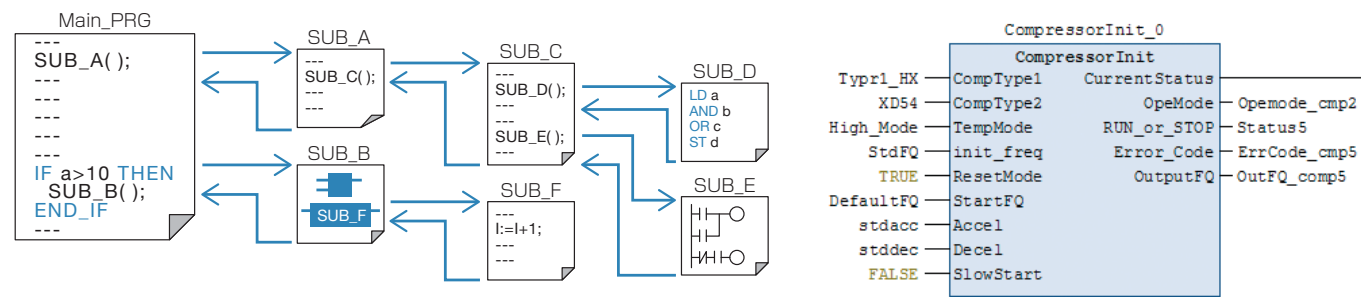 Main_PRG
---
SUB_A( );
---
---
---
---
IF a>10 THEN
SUB_B( );
END_IF
---
SUB_A
---
SUB_C( );
---
---
SUB_B
SUB_F
SUB_C
---
SUB_D( );
---
---
SUB_E( );
---
SUB_F
---
I:=I+1;
---
---
SUB_D
LD a
AND b
OR c
ST d
SUB_E
CompressorInit_0
CompressorInit
Typr1_HX CompType1 CurrentStatus
XD54 CompType2 OpeMode Opemode_cmp2
High_Mode TempMode RUN_or_STOP Status5
StdFQ init_freq Error_Code ErrCode_cmp5
TRUE ResetMode OutputFQ OutFQ_comp5
DefaultFQ StartFQ
stdacc Accel
stddec Decel
FALSE SlowStart